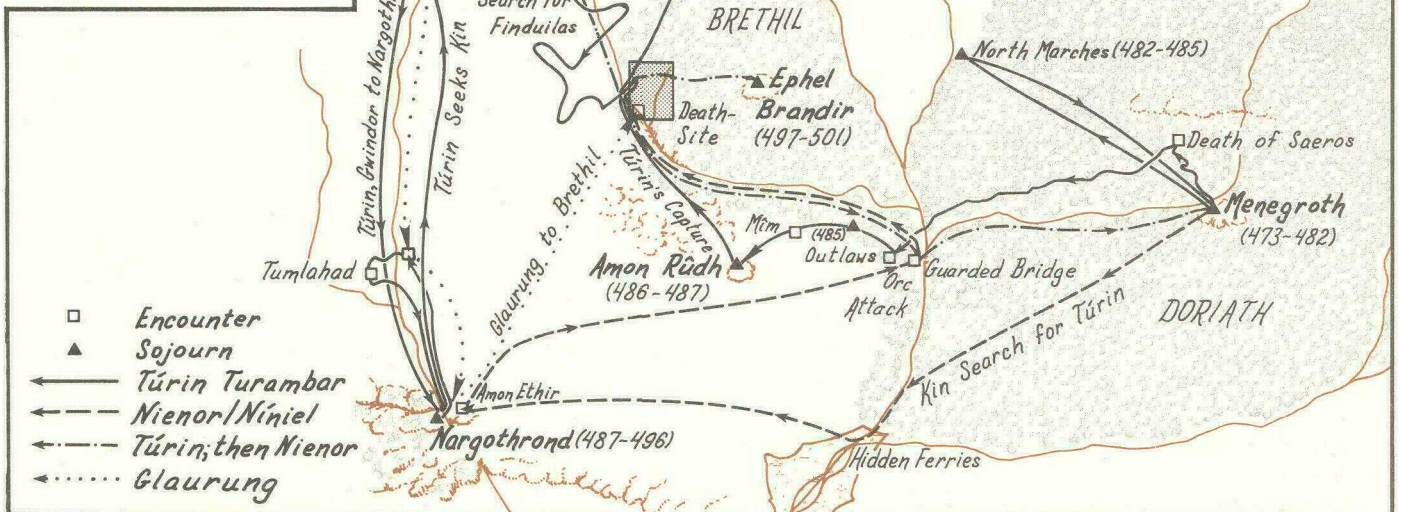 Search for
Finduilas
BRETHIL
North Marches (482-485)
Ephel
Brandir
(497-501)
Death-
Site
Death of Saeros
Menegroth
(473-482)
Túrin, Gwindor to Nargoth
Túrin Seeks Kin
Túrin's Capture
Glaurung to Brethil
Mîm
(485)
Outlaws
Orc
Attack
Guarded Bridge
Amon Rûdh
(486-487)
Tumlahad
DORIATH
Kin Search for Túrin
Amon Ethir
Nargothrond (487-496)
Hidden Ferries
Encounter
Sojourn
Túrin Turambar
Nienor/Níniel
Túrin; then Nienor
Glaurung